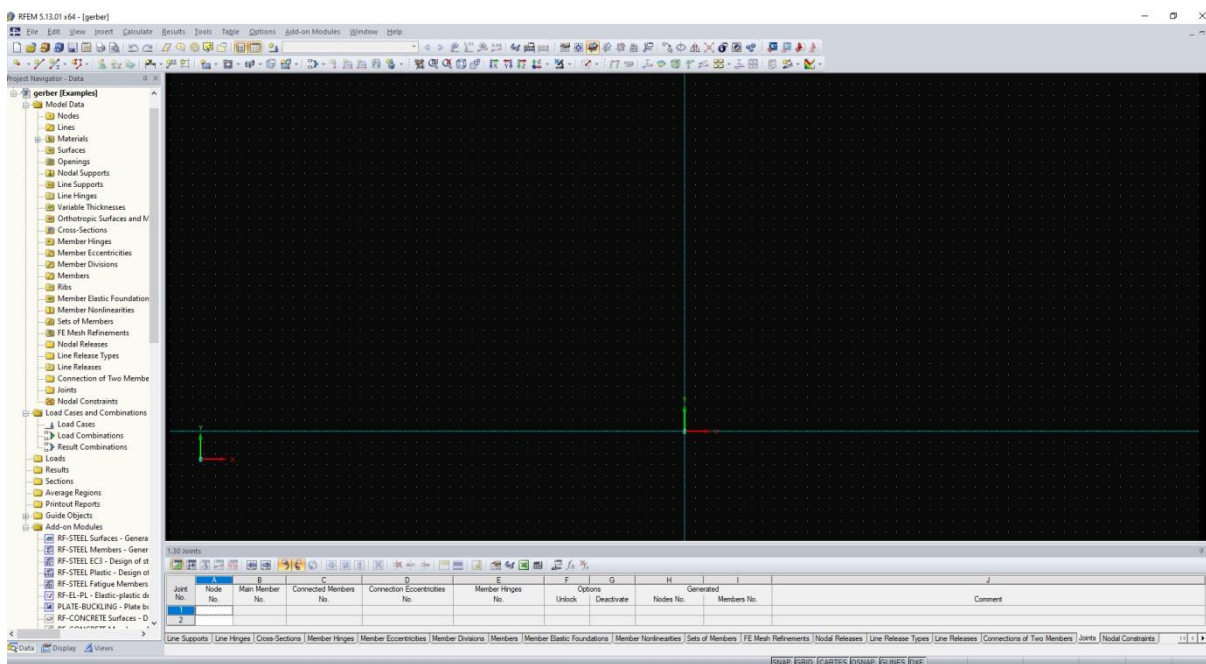 RFEM 5.13.01 x64 - [gerber]
File Edit View Insert Calculate Results Tools Table Options Add-on Modules Window Help
Project Navigator - Data
gerber [Examples]
Model Data
Nodes
Lines
Materials
Surfaces
Openings
Nodal Supports
Line Supports
Line Hinges
Variable Thicknesses
Orthotropic Surfaces and M
Cross-Sections
Member Hinges
Member Eccentricities
Member Divisions
Members
Ribs
Member Elastic Foundation
Member Nonlinearities
Sets of Members
FE Mesh Refinements
Nodal Releases
Line Release Types
Line Releases
Connection of Two Membe
Joints
Nodal Constraints
Load Cases and Combinations
Load Cases
Load Combinations
Result Combinations
Loads
Results
Sections
Average Regions
Printout Reports
Guide Objects
Add-on Modules
RF-STEEL Surfaces - Genera
RF-STEEL Members - Gener
RF-STEEL EC3 - Design of st
RF-STEEL Plastic - Design of
RF-STEEL Fatigue Members
RF-EL-PL - Elastic-plastic de
PLATE-BUCKLING - Plate bu
RF-CONCRETE Surfaces - D
Data Display Views
Y
X
Y
X
1.30 Joints
A B C D E F G H I J
Joint Node Main Member Connected Members Connection Eccentricities Member Hinges Options Generated
No. No. No. No. No. No. Unlock Deactivate Nodes No. Members No. Comment
1
2
Line Supports Line Hinges Cross-Sections Member Hinges Member Eccentricities Member Divisions Members Member Elastic Foundations Member Nonlinearities Sets of Members FE Mesh Refinements Nodal Releases Line Release Types Line Releases Connections of Two Members Joints Nodal Constraints
SNAP GRID CARTES OSNAP GLINES DXF